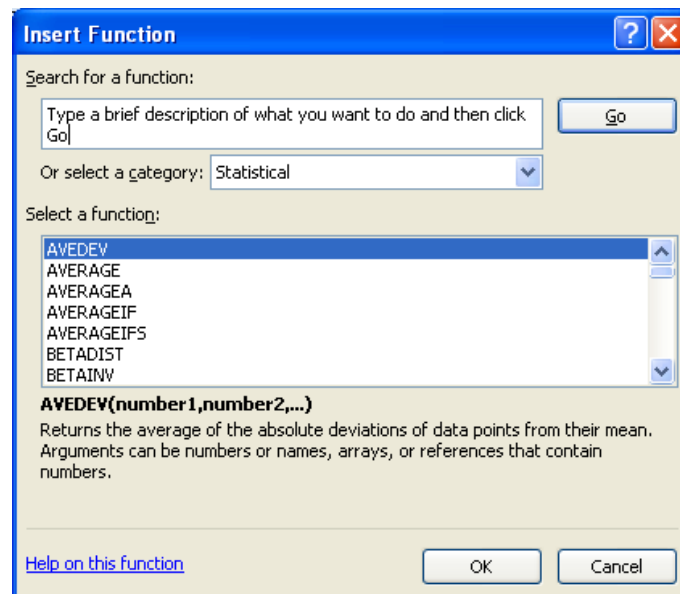 Insert Function
Search for a function:
Type a brief description of what you want to do and then click
Go
Go
Or select a category: Statistical
Select a function:
AVEDEV
AVERAGE
AVERAGEA
AVERAGEIF
AVERAGEIFS
BETADIST
BETAINV
AVEDEV(number1,number2,...)
Returns the average of the absolute deviations of data points from their mean.
Arguments can be numbers or names, arrays, or references that contain
numbers.
Help on this function
OK
Cancel